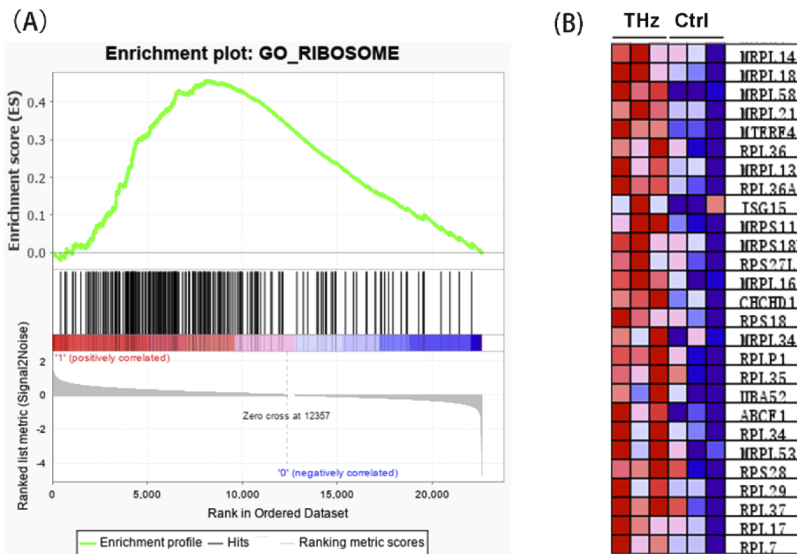 (A)
Enrichment plot: GO_RIBOSOME
Enrichment score (ES)
0.4
0.3
0.2
0.1
0.0
Ranked list metric (Signal2Noise)
2
0
-2
-4
'1' (positively correlated)
Zero cross at 12357
'0' (negatively correlated)
0
5,000
10,000
15,000
20,000
Rank in Ordered Dataset
Enrichment profile
Hits
Ranking metric scores
(B)
THz Ctrl
MRPL14
MRPL18
MRPL58
MRPL21
MTERF4
RPL36
MRPL13
RPL36A
ISG15
MRPS11
MRPS18
RPS27L
MRPL16
CHCHD1
RPS18
MRPL34
RPLP1
RPL35
UBA52
ABCE1
RPL34
MRPL53
RPS28
RPL29
RPL37
RPL17
RPL7